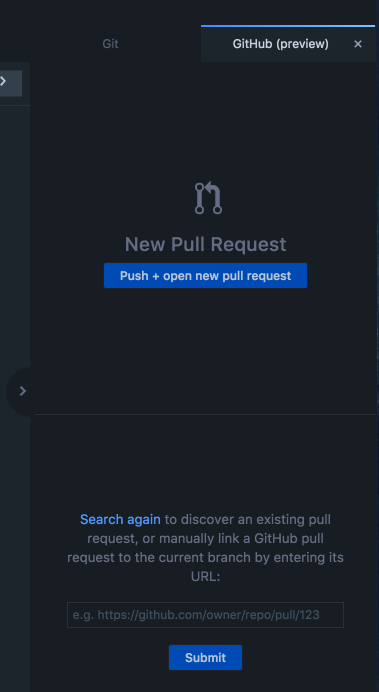 Git
GitHub (preview)
New Pull Request
Push + open new pull request
Search again to discover an existing pull
request, or manually link a GitHub pull
request to the current branch by entering its
URL:
e.g. https://github.com/owner/repo/pull/123
Submit